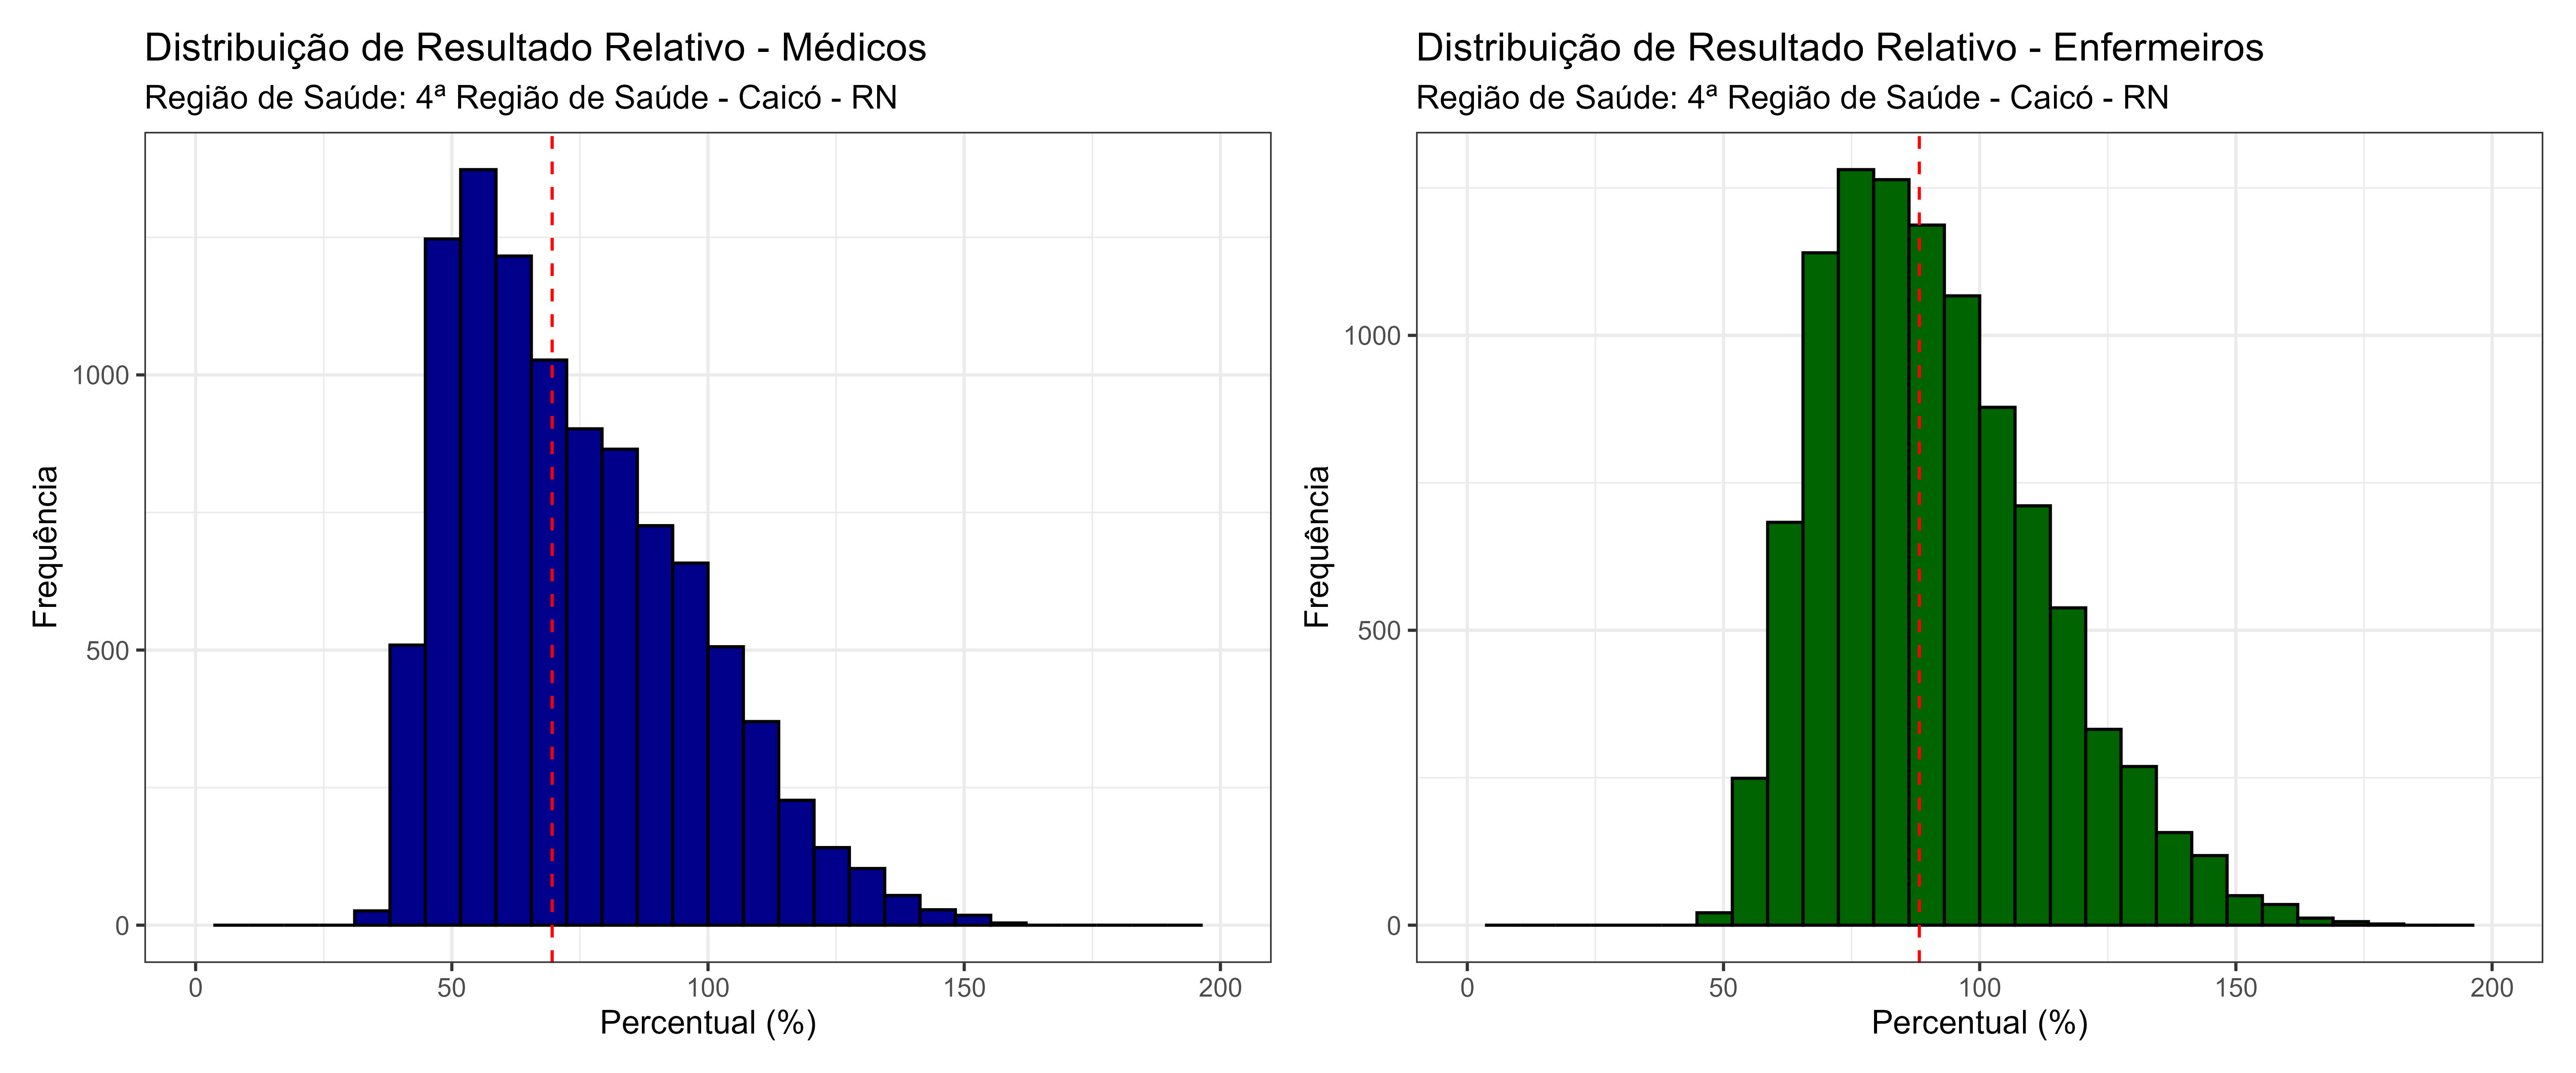 Distribuição de Resultado Relativo - Médicos
Região de Saúde: 4ª Região de Saúde - Caicó - RN
Frequência
1000
500
0
0 50 100 150 200
Percentual (%)
Distribuição de Resultado Relativo - Enfermeiros
Região de Saúde: 4ª Região de Saúde - Caicó - RN
Frequência
1000
500
0
0 50 100 150 200
Percentual (%)